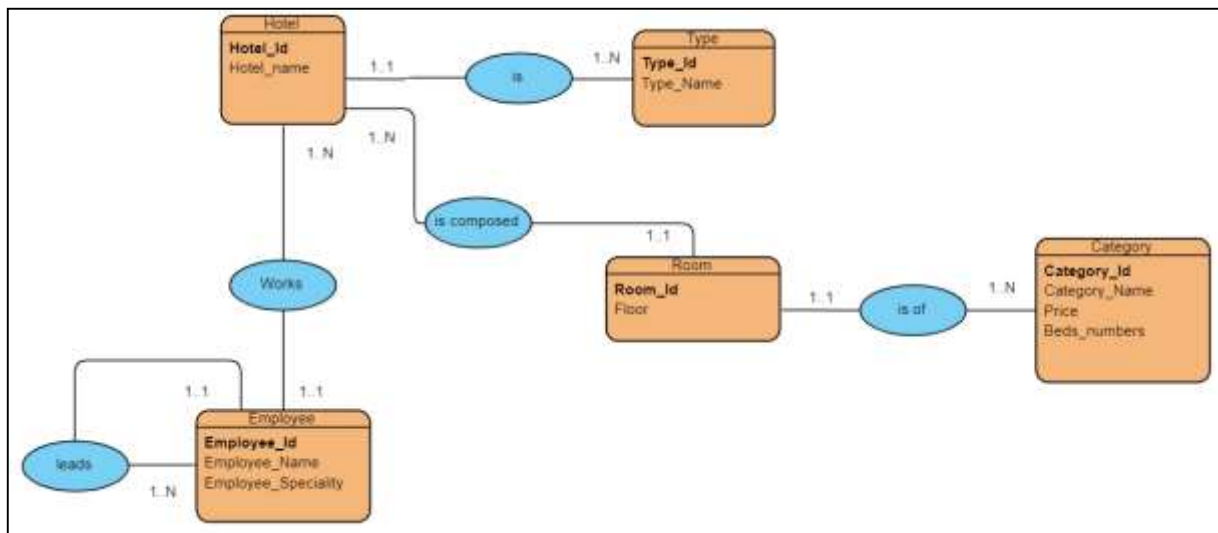 Hotel
Hotel_Id
Hotel_name
1..1
is
1..N
Type
Type_Id
Type_Name
1..N
1..N
is composed
1..1
Room
Room_Id
Floor
1..1
is of
1..N
Category
Category_Id
Category_Name
Price
Beds_numbers
Works
1..1
1..1
Employee
Employee_Id
Employee_Name
Employee_Speciality
leads
1..N